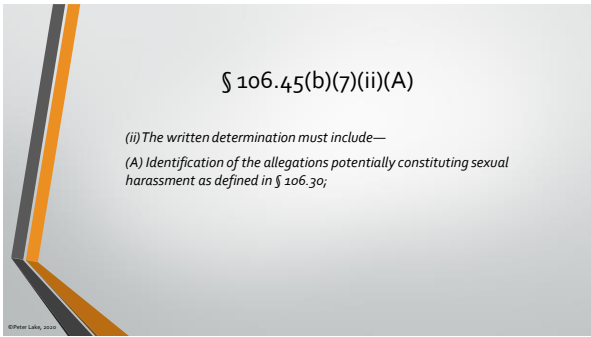 § 106.45(b)(7)(ii)(A)
(ii) The written determination must include—
(A) Identification of the allegations potentially constituting sexual
harassment as defined in § 106.30;
©Peter Lake, 2020